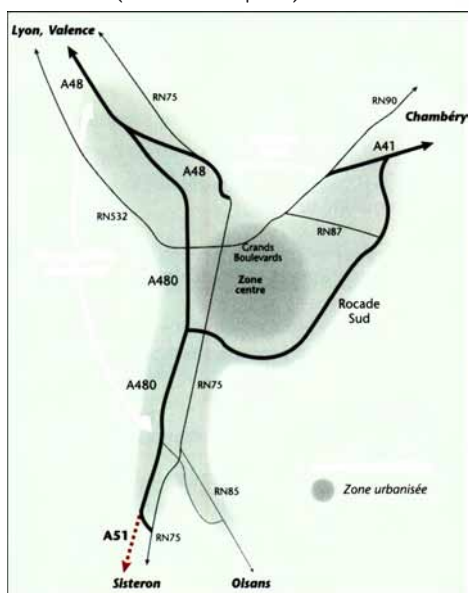 Lyon, Valence
A48
RN75
RN90
Chambéry
A41
A48
RN532
RN87
Grands
Boulevards
A480
Zone
centre
Rocade
Sud
A480
RN75
RN85
Zone urbanisée
A51
RN75
Sisteron
Oisans